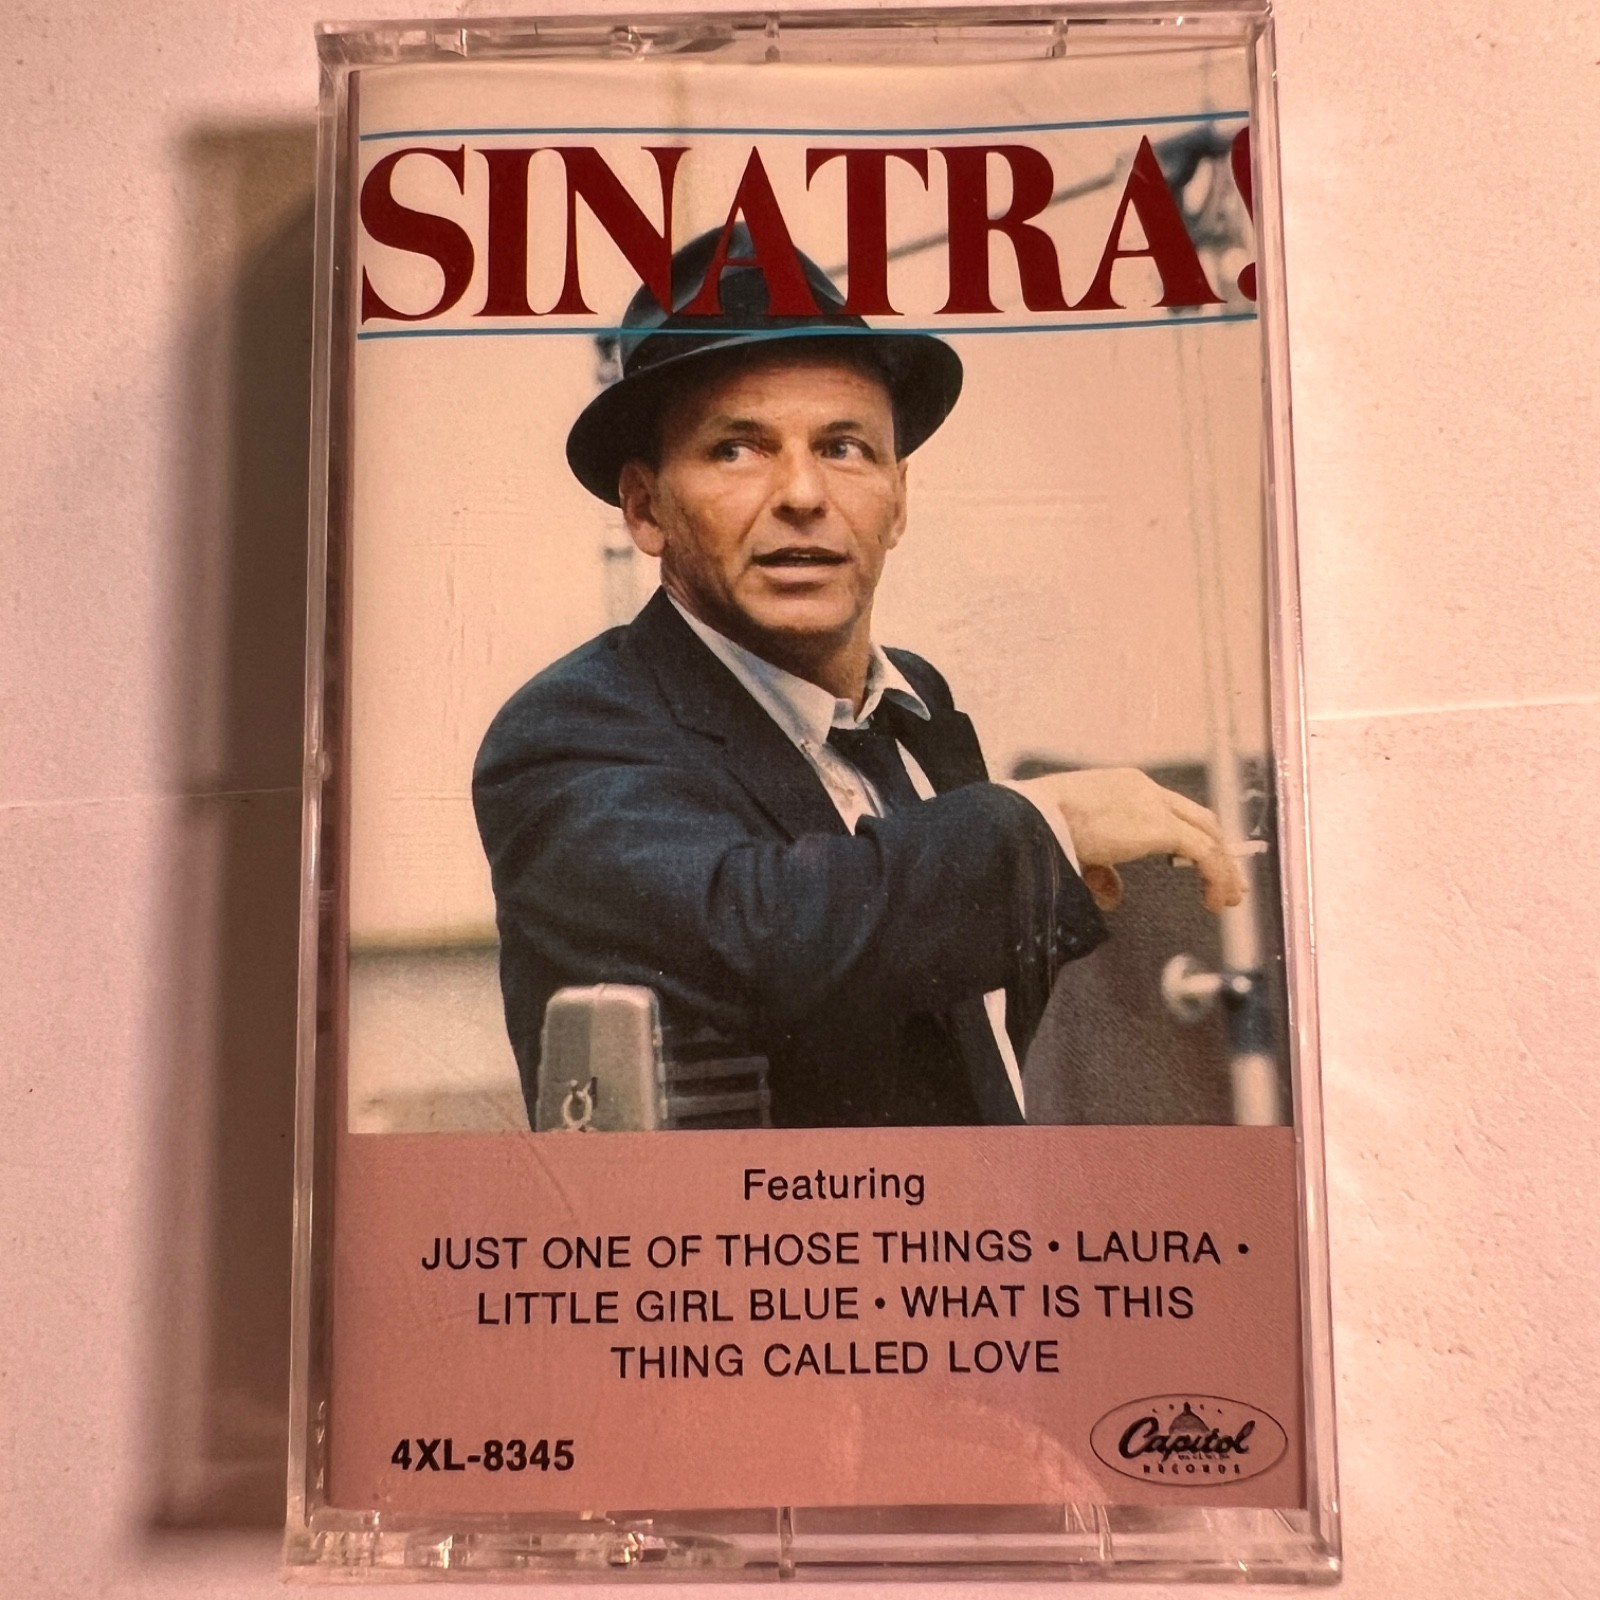 SINATRA!
Featuring
JUST ONE OF THOSE THINGS • LAURA •
LITTLE GIRL BLUE • WHAT IS THIS
THING CALLED LOVE
4XL-8345
Capitol
RECORDS